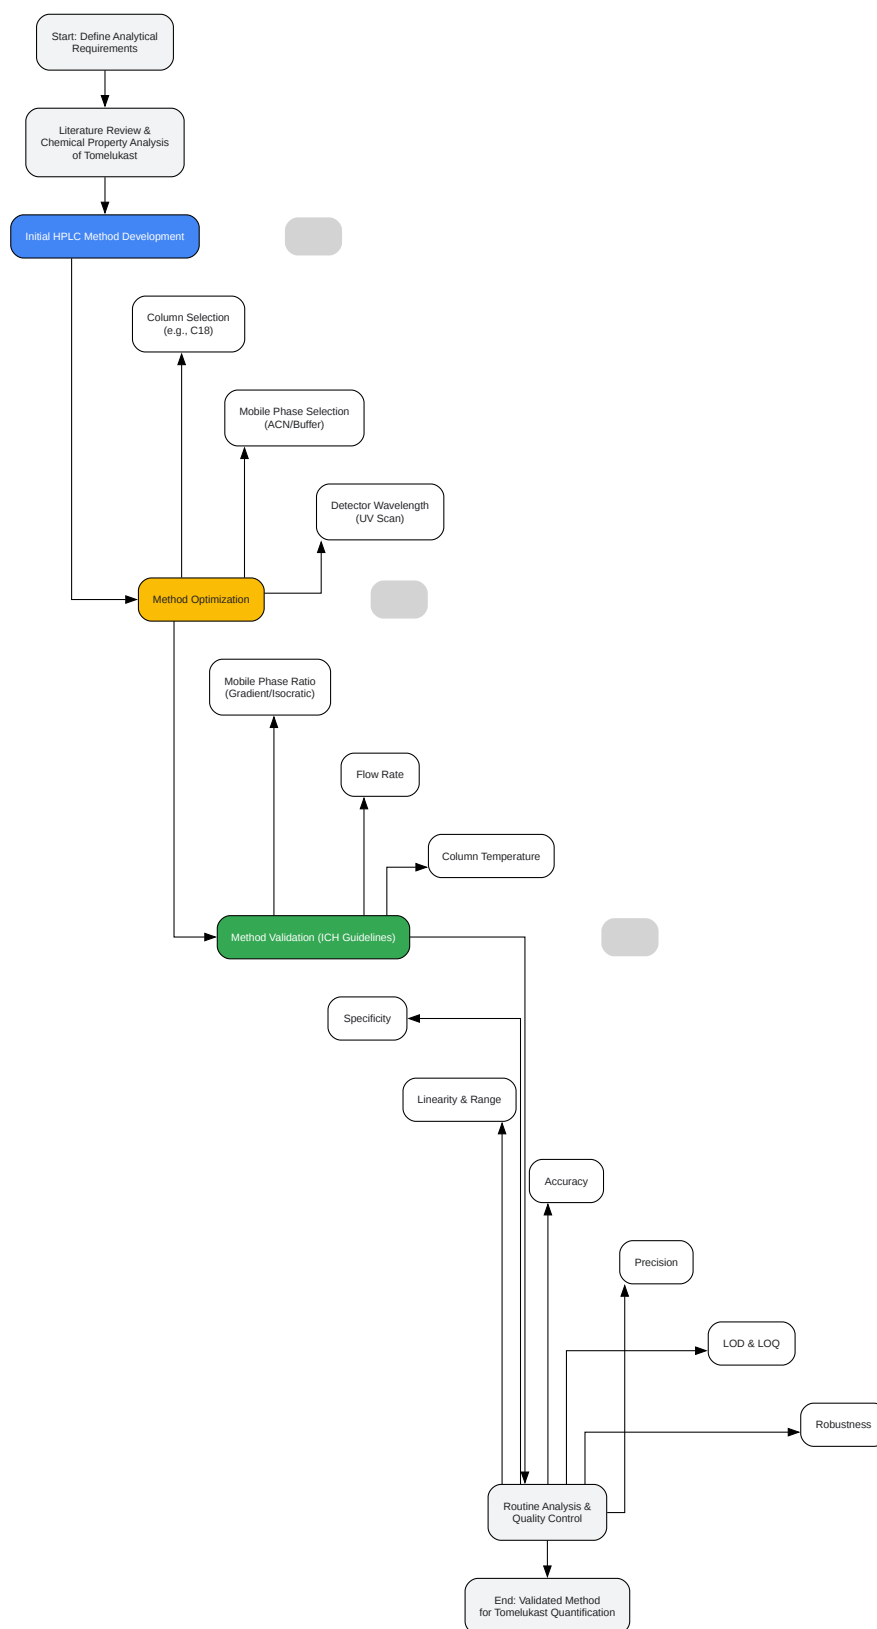 Start: Define Analytical
Requirements
Literature Review &
Chemical Property Analysis
of Tomelukast
Initial HPLC Method Development
Column Selection
(e.g., C18)
Mobile Phase Selection
(ACN/Buffer)
Detector Wavelength
(UV Scan)
Method Optimization
Mobile Phase Ratio
(Gradient/Isocratic)
Flow Rate
Column Temperature
Method Validation (ICH Guidelines)
Specificity
Linearity & Range
Accuracy
Precision
LOD & LOQ
Robustness
Routine Analysis &
Quality Control
End: Validated Method
for Tomelukast Quantification